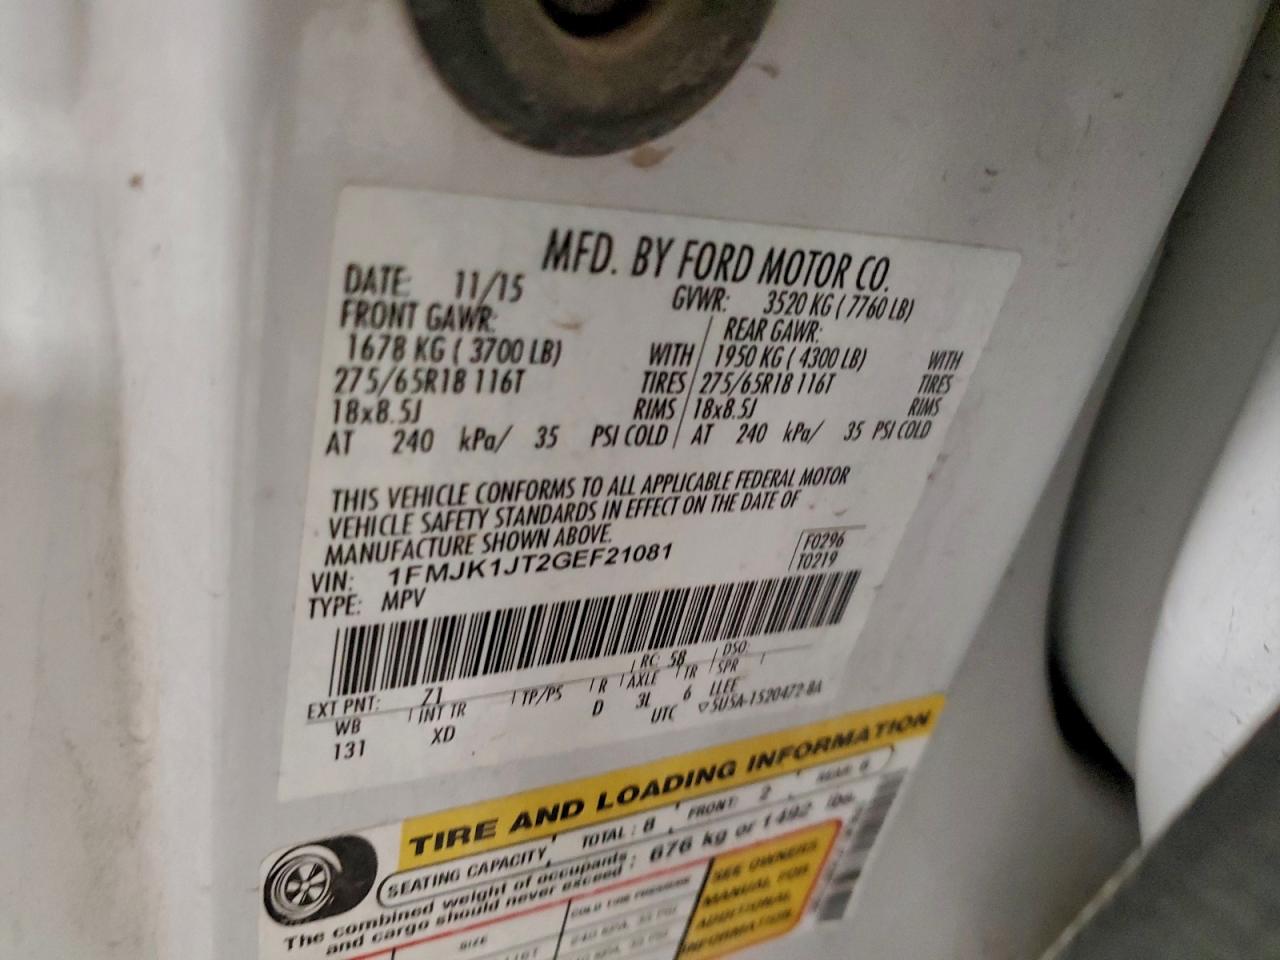 MFD. BY FORD MOTOR CO.
DATE: 11/15 GVWR: 3520 KG ( 7760 LB)
FRONT GAWR: REAR GAWR:
1678 KG ( 3700 LB) WITH 1950 KG ( 4300 LB) WITH
275/65R18 116T TIRES 275/65R18 116T TIRES
18x8.5J RIMS 18x8.5J RIMS
AT 240 kPa/ 35 PSI COLD AT 240 kPa/ 35 PSI COLD
THIS VEHICLE CONFORMS TO ALL APPLICABLE FEDERAL MOTOR
VEHICLE SAFETY STANDARDS IN EFFECT ON THE DATE OF
MANUFACTURE SHOWN ABOVE.
VIN: 1FMJK1JT2GEF21081 F0296
TYPE: MPV T0219
EXT PNT: Z1 RC: 58 DSO:
WB INT TR TP/PS R AXLE TR SPR
131 XD D 3L 6 LLEE
UTC ▽5USA-1520472-BA
TIRE AND LOADING INFORMATION
SEATING CAPACITY TOTAL : 8 FRONT: 2
The combined weight of occupants : 676 kg or 1492 lbs.
and cargo should never exceed
SIZE COLD TIRE PRESSURE
SEE OWNERS
MANUAL FOR
ADDITIONAL
INFORMATION